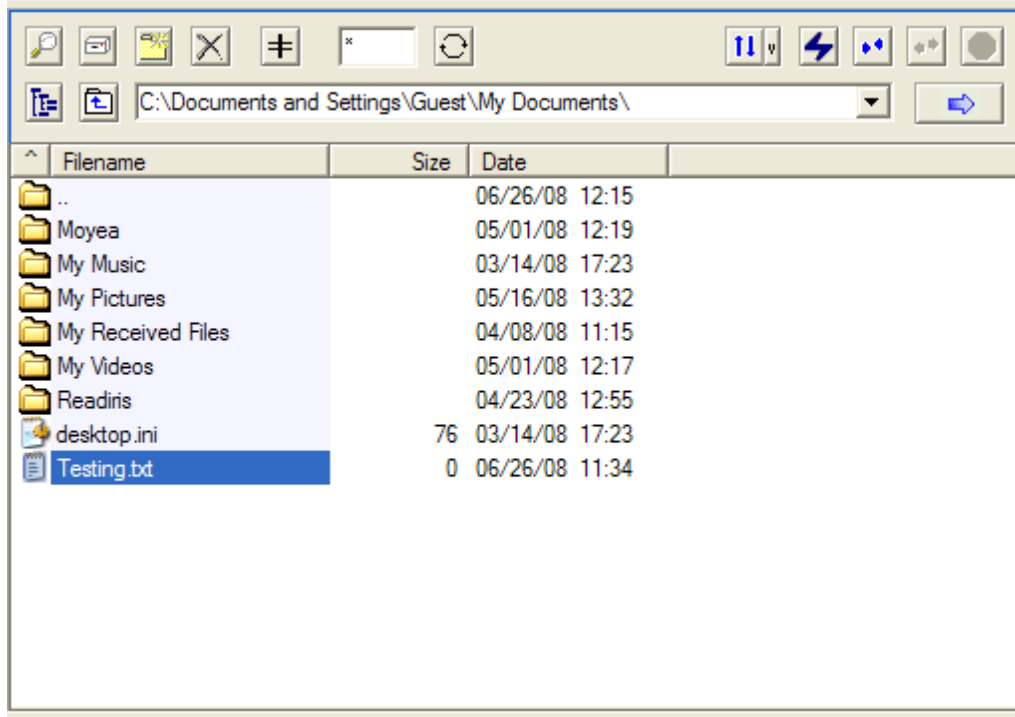 *
C:\Documents and Settings\Guest\My Documents\
^ Filename Size Date
.. 06/26/08 12:15
Moyea 05/01/08 12:19
My Music 03/14/08 17:23
My Pictures 05/16/08 13:32
My Received Files 04/08/08 11:15
My Videos 05/01/08 12:17
Readiris 04/23/08 12:55
desktop.ini 76 03/14/08 17:23
Testing.txt 0 06/26/08 11:34